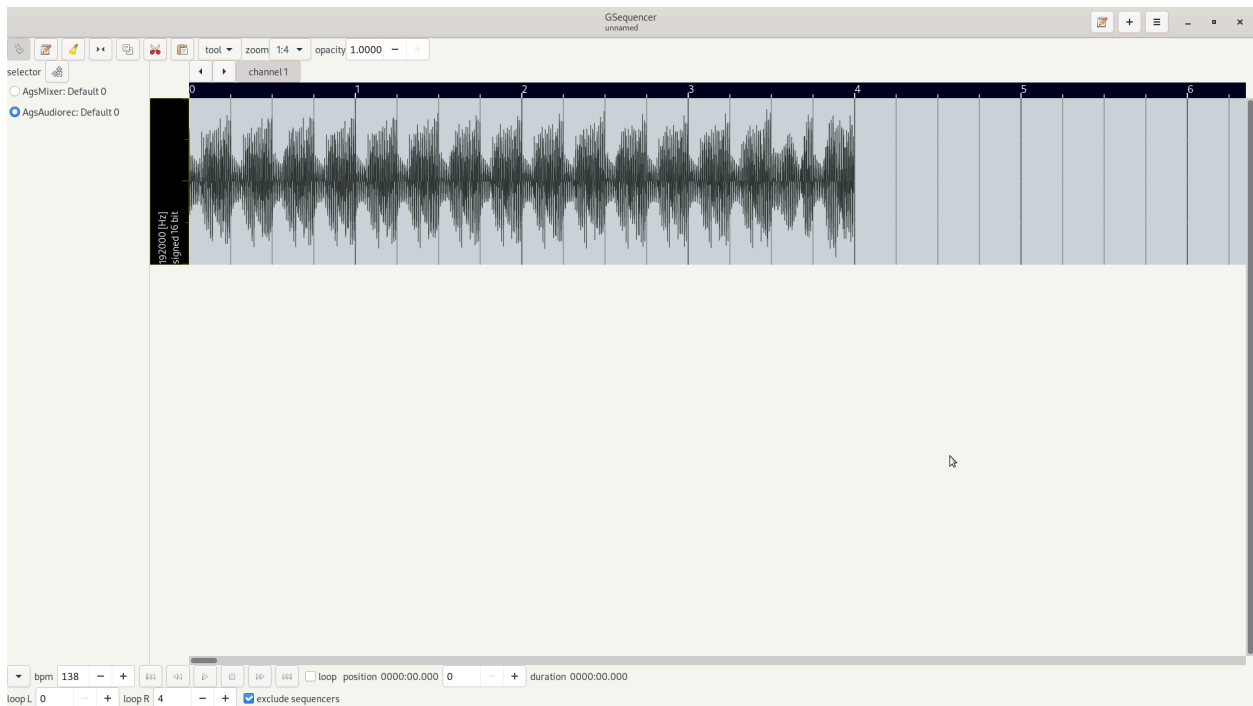 GSequencer
unnamed
tool zoom 1:4 opacity 1.0000
selector channel 1
AgsMixer: Default 0
AgsAudiorec: Default 0
0 1 2 3 4 5 6
192000 [Hz]
signed 16 bit
bpm 138 loop position 0000:00.000 0 duration 0000:00.000
loop L 0 loop R 4 exclude sequencers